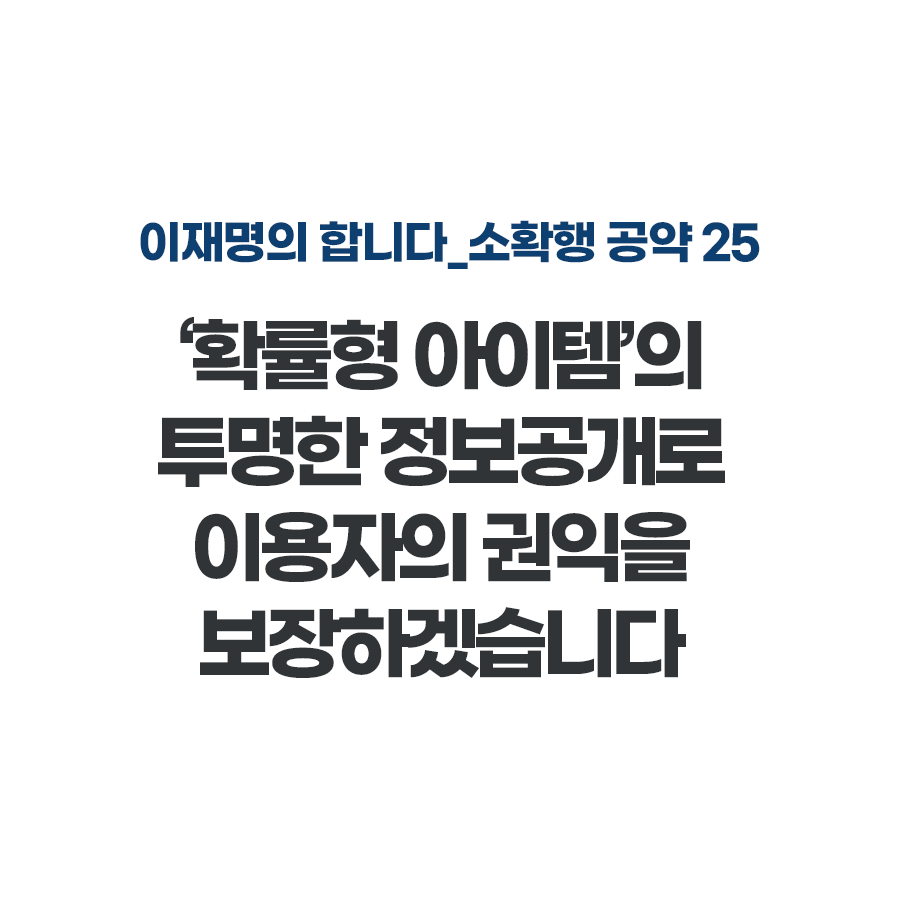 이재명의 합니다_소확행 공약 25
‘확률형 아이템’의
투명한 정보공개로
이용자의 권익을
보장하겠습니다